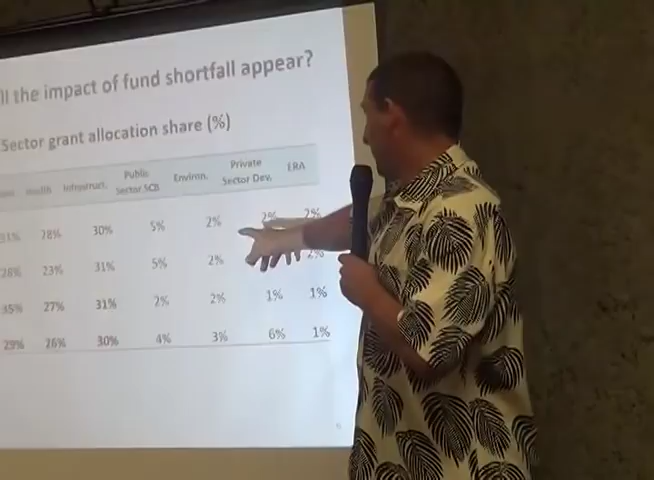 ll the impact of fund shortfall appear?
Sector grant allocation share (%)
Health Infrastruct. Public Sector SCB Environ. Private Sector Dev. ERA
31% 28% 30% 5% 2% 2% 2%
28% 23% 31% 5% 2% 2%
35% 27% 31% 2% 2% 1% 1%
29% 26% 30% 4% 3% 6% 1%